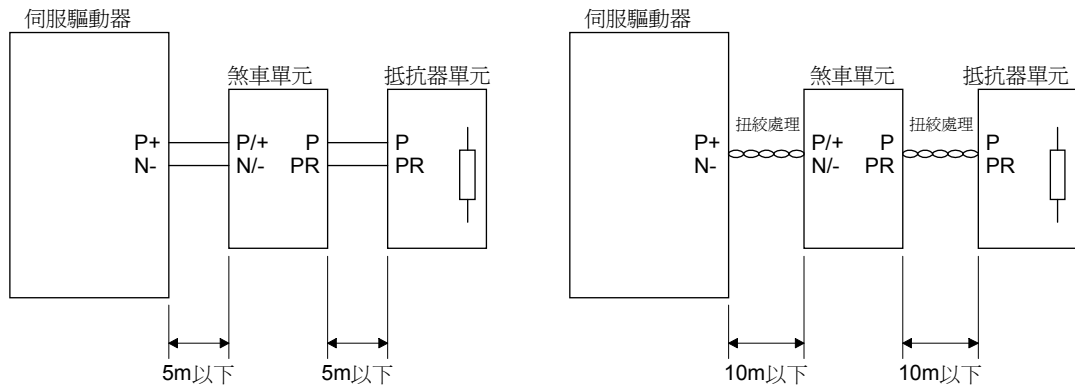 伺服驅動器
煞車單元
抵抗器單元
P+
P/+
P
P
N-
N/-
PR
PR
5m以下
5m以下
伺服驅動器
煞車單元
抵抗器單元
扭絞處理
扭絞處理
P+
P/+
P
P
N-
N/-
PR
PR
10m以下
10m以下